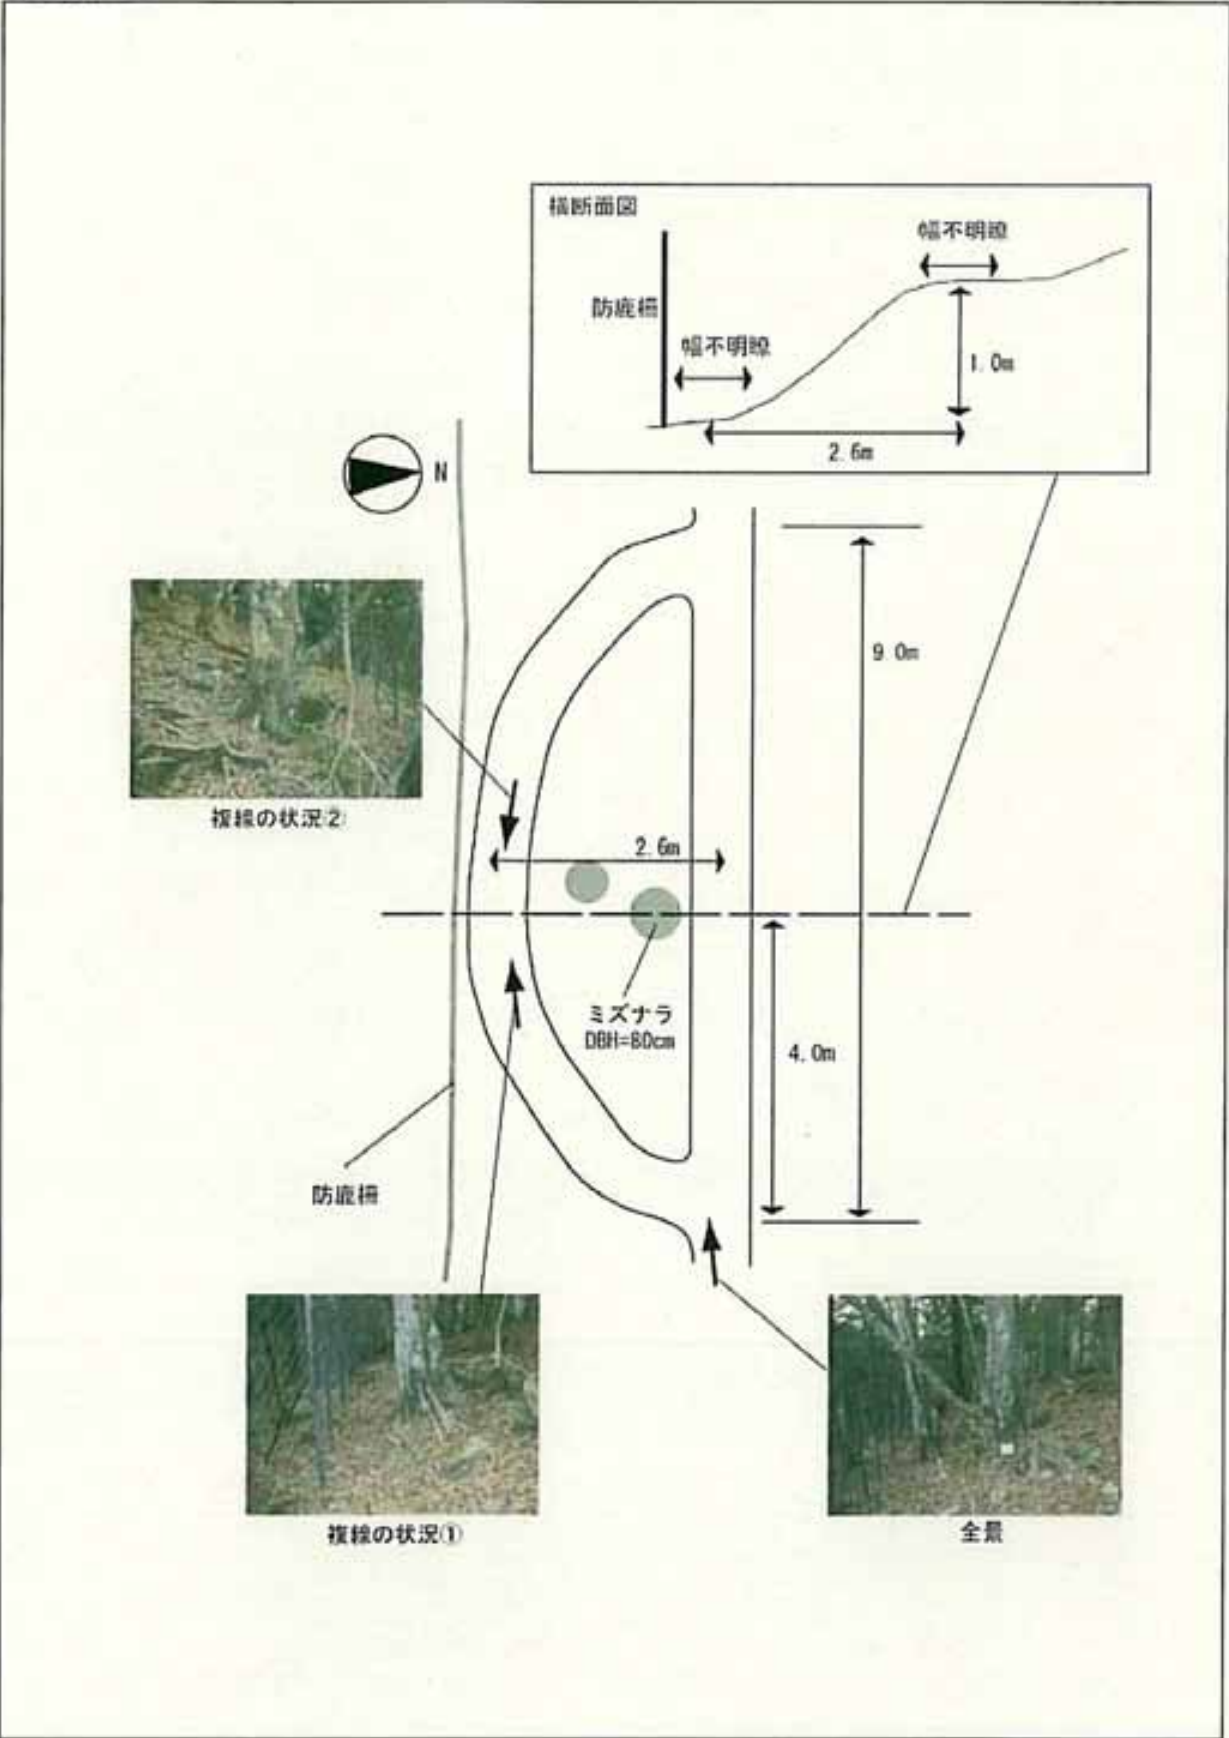 横断面図
幅不明瞭
防鹿柵
幅不明瞭
1.0m
2.6m
N
9.0m
複線の状況②
2.6m
ミズナラ
DBH=80cm
4.0m
防鹿柵
複線の状況①
全景